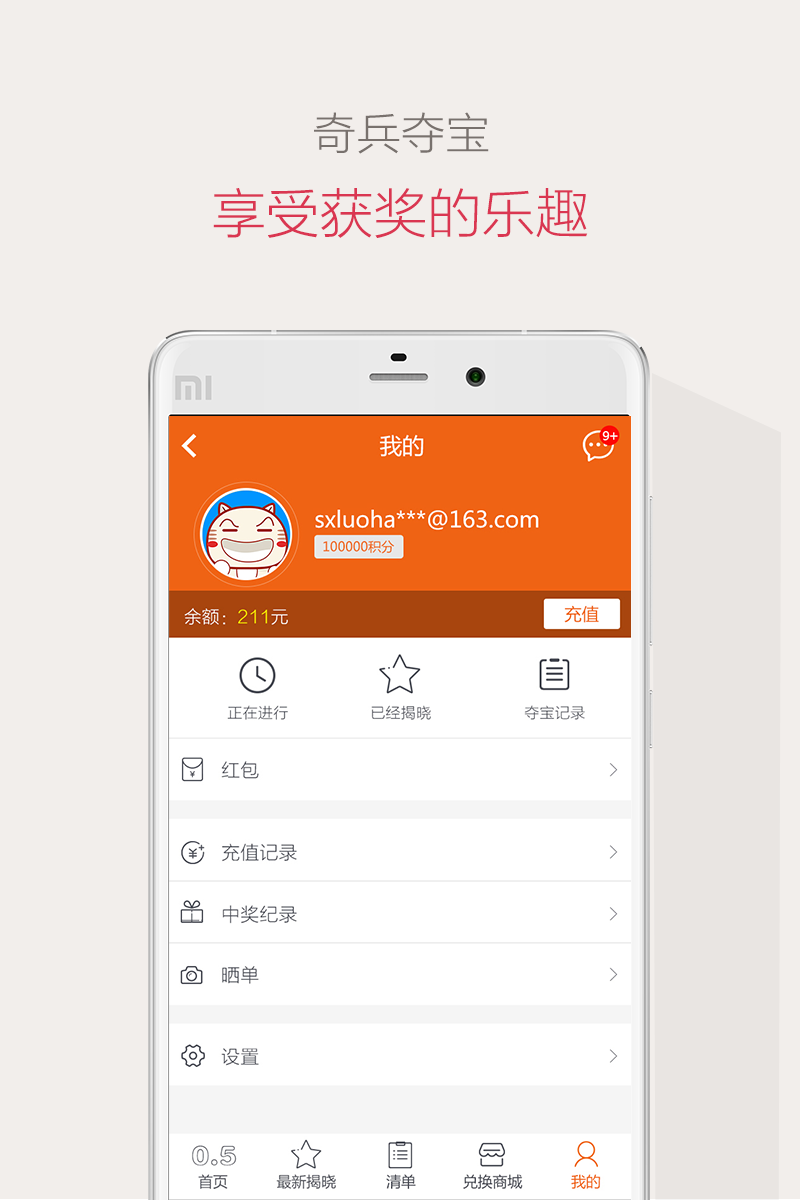 奇兵夺宝
享受获奖的乐趣
MI
我的
9+
sxluoha***@163.com
100000积分
余额：211元
充值
正在进行
已经揭晓
夺宝记录
红包
充值记录
中奖纪录
晒单
设置
0.5
首页
最新揭晓
清单
兑换商城
我的